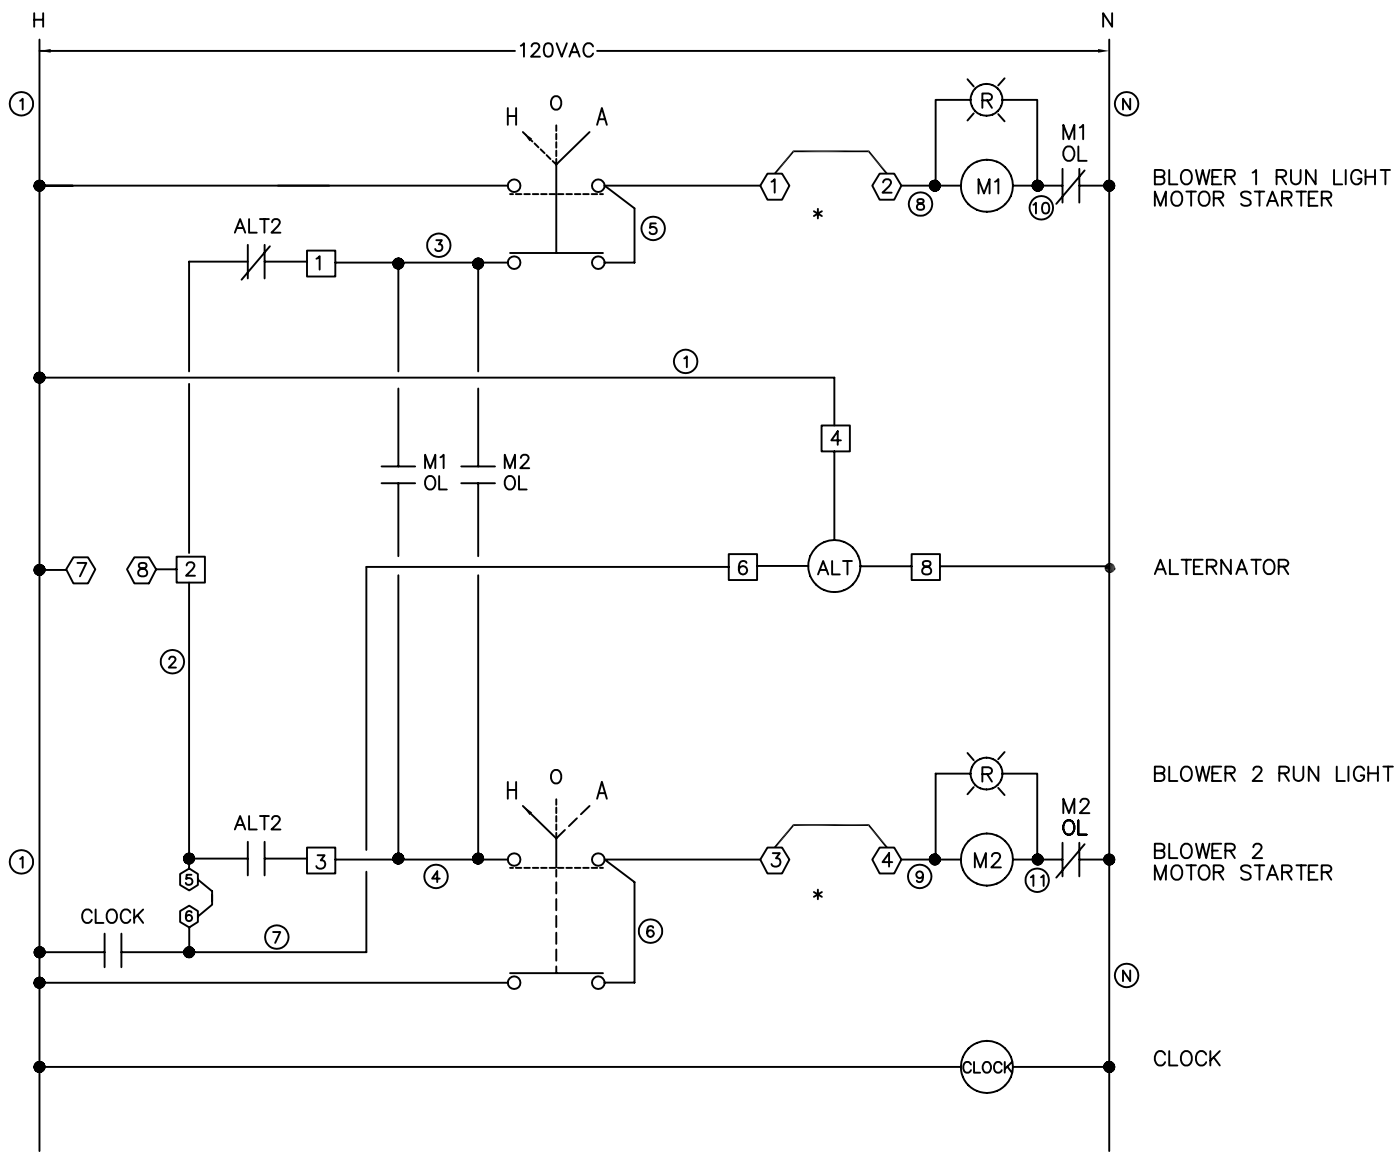 H
N
120VAC
1
N
H
O
A
R
M1
OL
1
2
M1
BLOWER 1 RUN LIGHT
MOTOR STARTER
8
10
*
5
ALT2
1
3
1
4
M1
OL
M2
OL
7
8
2
6
ALT
8
ALTERNATOR
2
H
O
A
R
BLOWER 2 RUN LIGHT
M2
OL
ALT2
3
4
3
4
M2
BLOWER 2
MOTOR STARTER
9
11
*
1
5
6
CLOCK
7
6
N
CLOCK
CLOCK